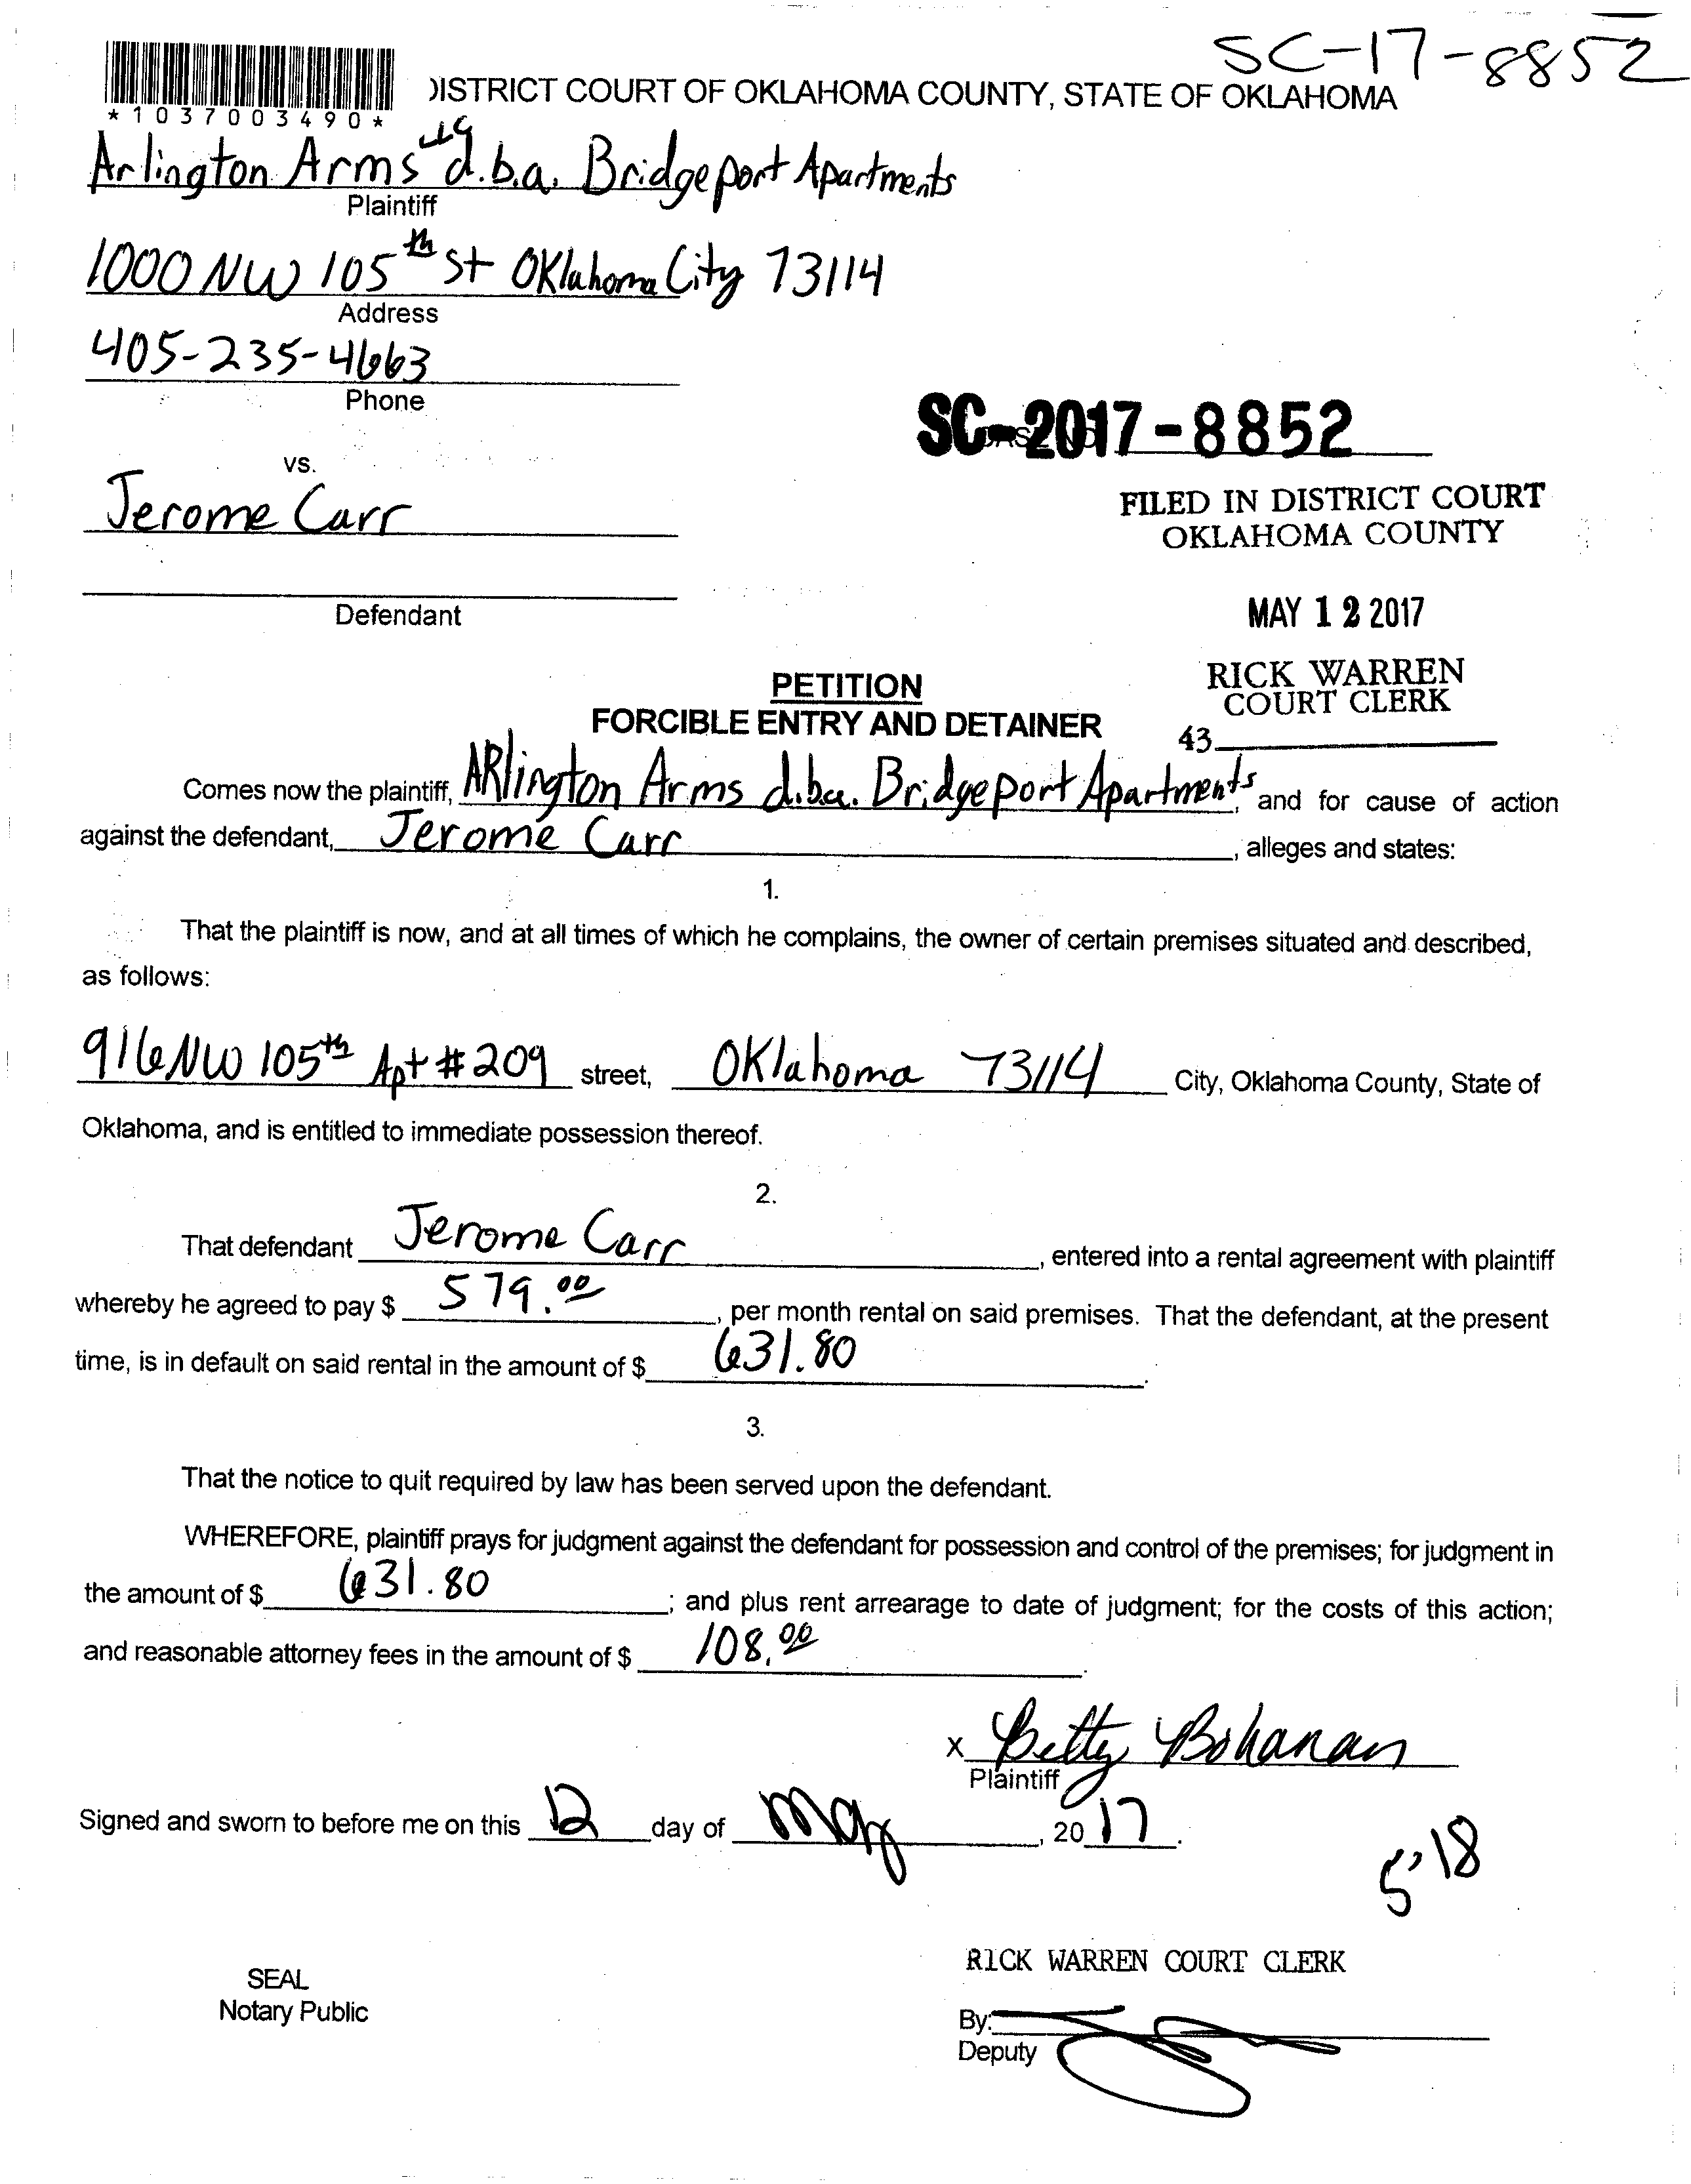 SC-17-8852
*1037003490*
DISTRICT COURT OF OKLAHOMA COUNTY, STATE OF OKLAHOMA
Arlington Arms d.b.a. Bridgeport Apartments
Plaintiff
1000 NW 105th St Oklahoma City 73114
Address
405-235-4663
Phone
SC-2017-8852
vs.
Jerome Carr
FILED IN DISTRICT COURT
OKLAHOMA COUNTY
Defendant
MAY 12 2017
RICK WARREN
COURT CLERK
43
PETITION
FORCIBLE ENTRY AND DETAINER
Comes now the plaintiff, ARlington Arms d.b.a. Bridgeport Apartments, and for cause of action
against the defendant, Jerome Carr, alleges and states:
1.
That the plaintiff is now, and at all times of which he complains, the owner of certain premises situated and described,
as follows:
916 NW 105th Apt #209 street, Oklahoma 73114 City, Oklahoma County, State of
Oklahoma, and is entitled to immediate possession thereof.
2.
That defendant Jerome Carr, entered into a rental agreement with plaintiff
whereby he agreed to pay $ 579.00, per month rental on said premises. That the defendant, at the present
time, is in default on said rental in the amount of $ 631.80.
3.
That the notice to quit required by law has been served upon the defendant.
WHEREFORE, plaintiff prays for judgment against the defendant for possession and control of the premises; for judgment in
the amount of $ 631.80; and plus rent arrearage to date of judgment; for the costs of this action;
and reasonable attorney fees in the amount of $ 108.00.
x Betty Bohanan
Plaintiff
Signed and sworn to before me on this 12 day of May, 2017.
5-18
RICK WARREN COURT CLERK
SEAL
Notary Public
By:
Deputy